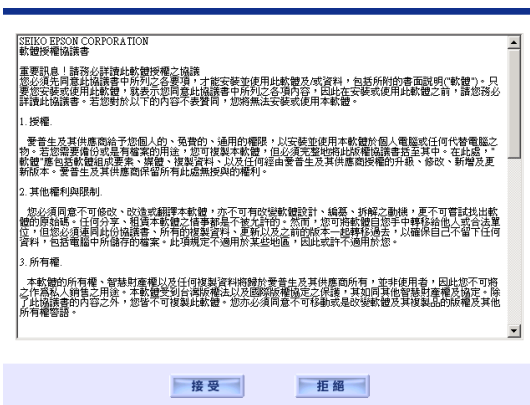 SEIKO EPSON CORPORATION
軟體授權協議書
重要訊息！請務必詳讀此軟體授權之協議
您必須先同意此協議書中所列之各要項，才能安裝並使用此軟體及/或資料，包括所附的書面說明("軟體")。只
要您安裝或使用此軟體，就表示您同意此協議書中所列之各項內容，因此在安裝或使用此軟體之前，請您務必
詳讀此協議書。若您對於以下的內容不表贊同，您將無法安裝或使用本軟體。
1. 授權.
愛普生及其供應商給予您個人的、免費的、通用的權限，以安裝並使用本軟體於個人電腦或任何代替電腦之
物。若您需要備份或是有檔案的用途，您可複製本軟體，但必須完整地將此版權協議書括至其中。在此處，"
軟體"應包括軟體組成要素、媒體、複製資料、以及任何經由愛普生及其供應商授權的升級、修改、新增及更
新版本。愛普生及其供應商保留所有此處無授與的權利。
2. 其他權利與限制.
您必須同意不可修改、改造或翻譯本軟體，亦不可有改變軟體設計、編纂、拆解之動機，更不可嘗試找出軟
體的原始碼。任何分享、租賃本軟體之情事都是不被允許的。然而，您可將軟體自您手中轉移給他人或合法單
位，但您必須連同此份協議書、所有的複製資料、更新以及之前的版本一起轉移過去，以確保自己不留下任何
資料，包括電腦中所儲存的檔案。此項規定不適用於某些地區，因此或許不適用於您。
3. 所有權.
本軟體的所有權、智慧財產權以及任何複製資料將歸於愛普生及其供應商所有，並非使用者，因此您不可將
之作爲私人銷售之用途。本軟體受到台灣版權法以及國際版權協定之保護，其如同其他智慧財產權及協定。除
了此協議書的內容之外，您皆不可複製此軟體。您亦必須同意不可移動或是改變軟體及其複製品的版權及其他
所有權警語。
接受
拒絕